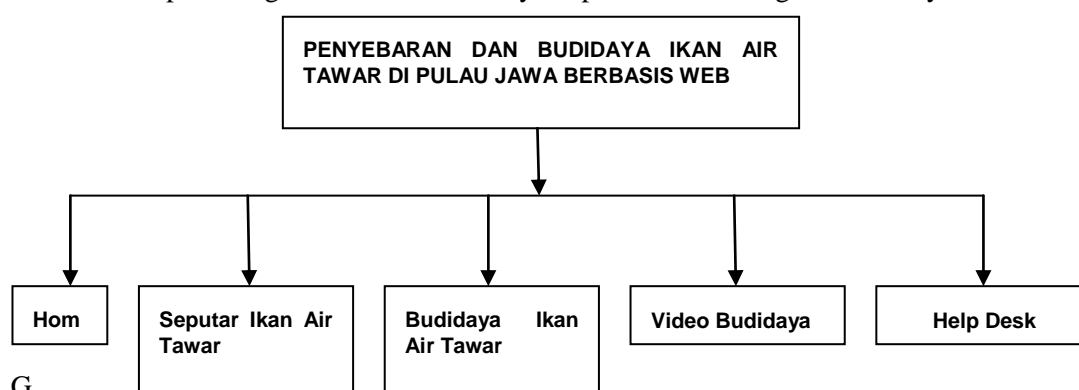 PENYEBARAN DAN BUDIDAYA IKAN AIR
TAWAR DI PULAU JAWA BERBASIS WEB
Hom
Seputar Ikan Air
Tawar
Budidaya Ikan
Air Tawar
Video Budidaya
Help Desk
G